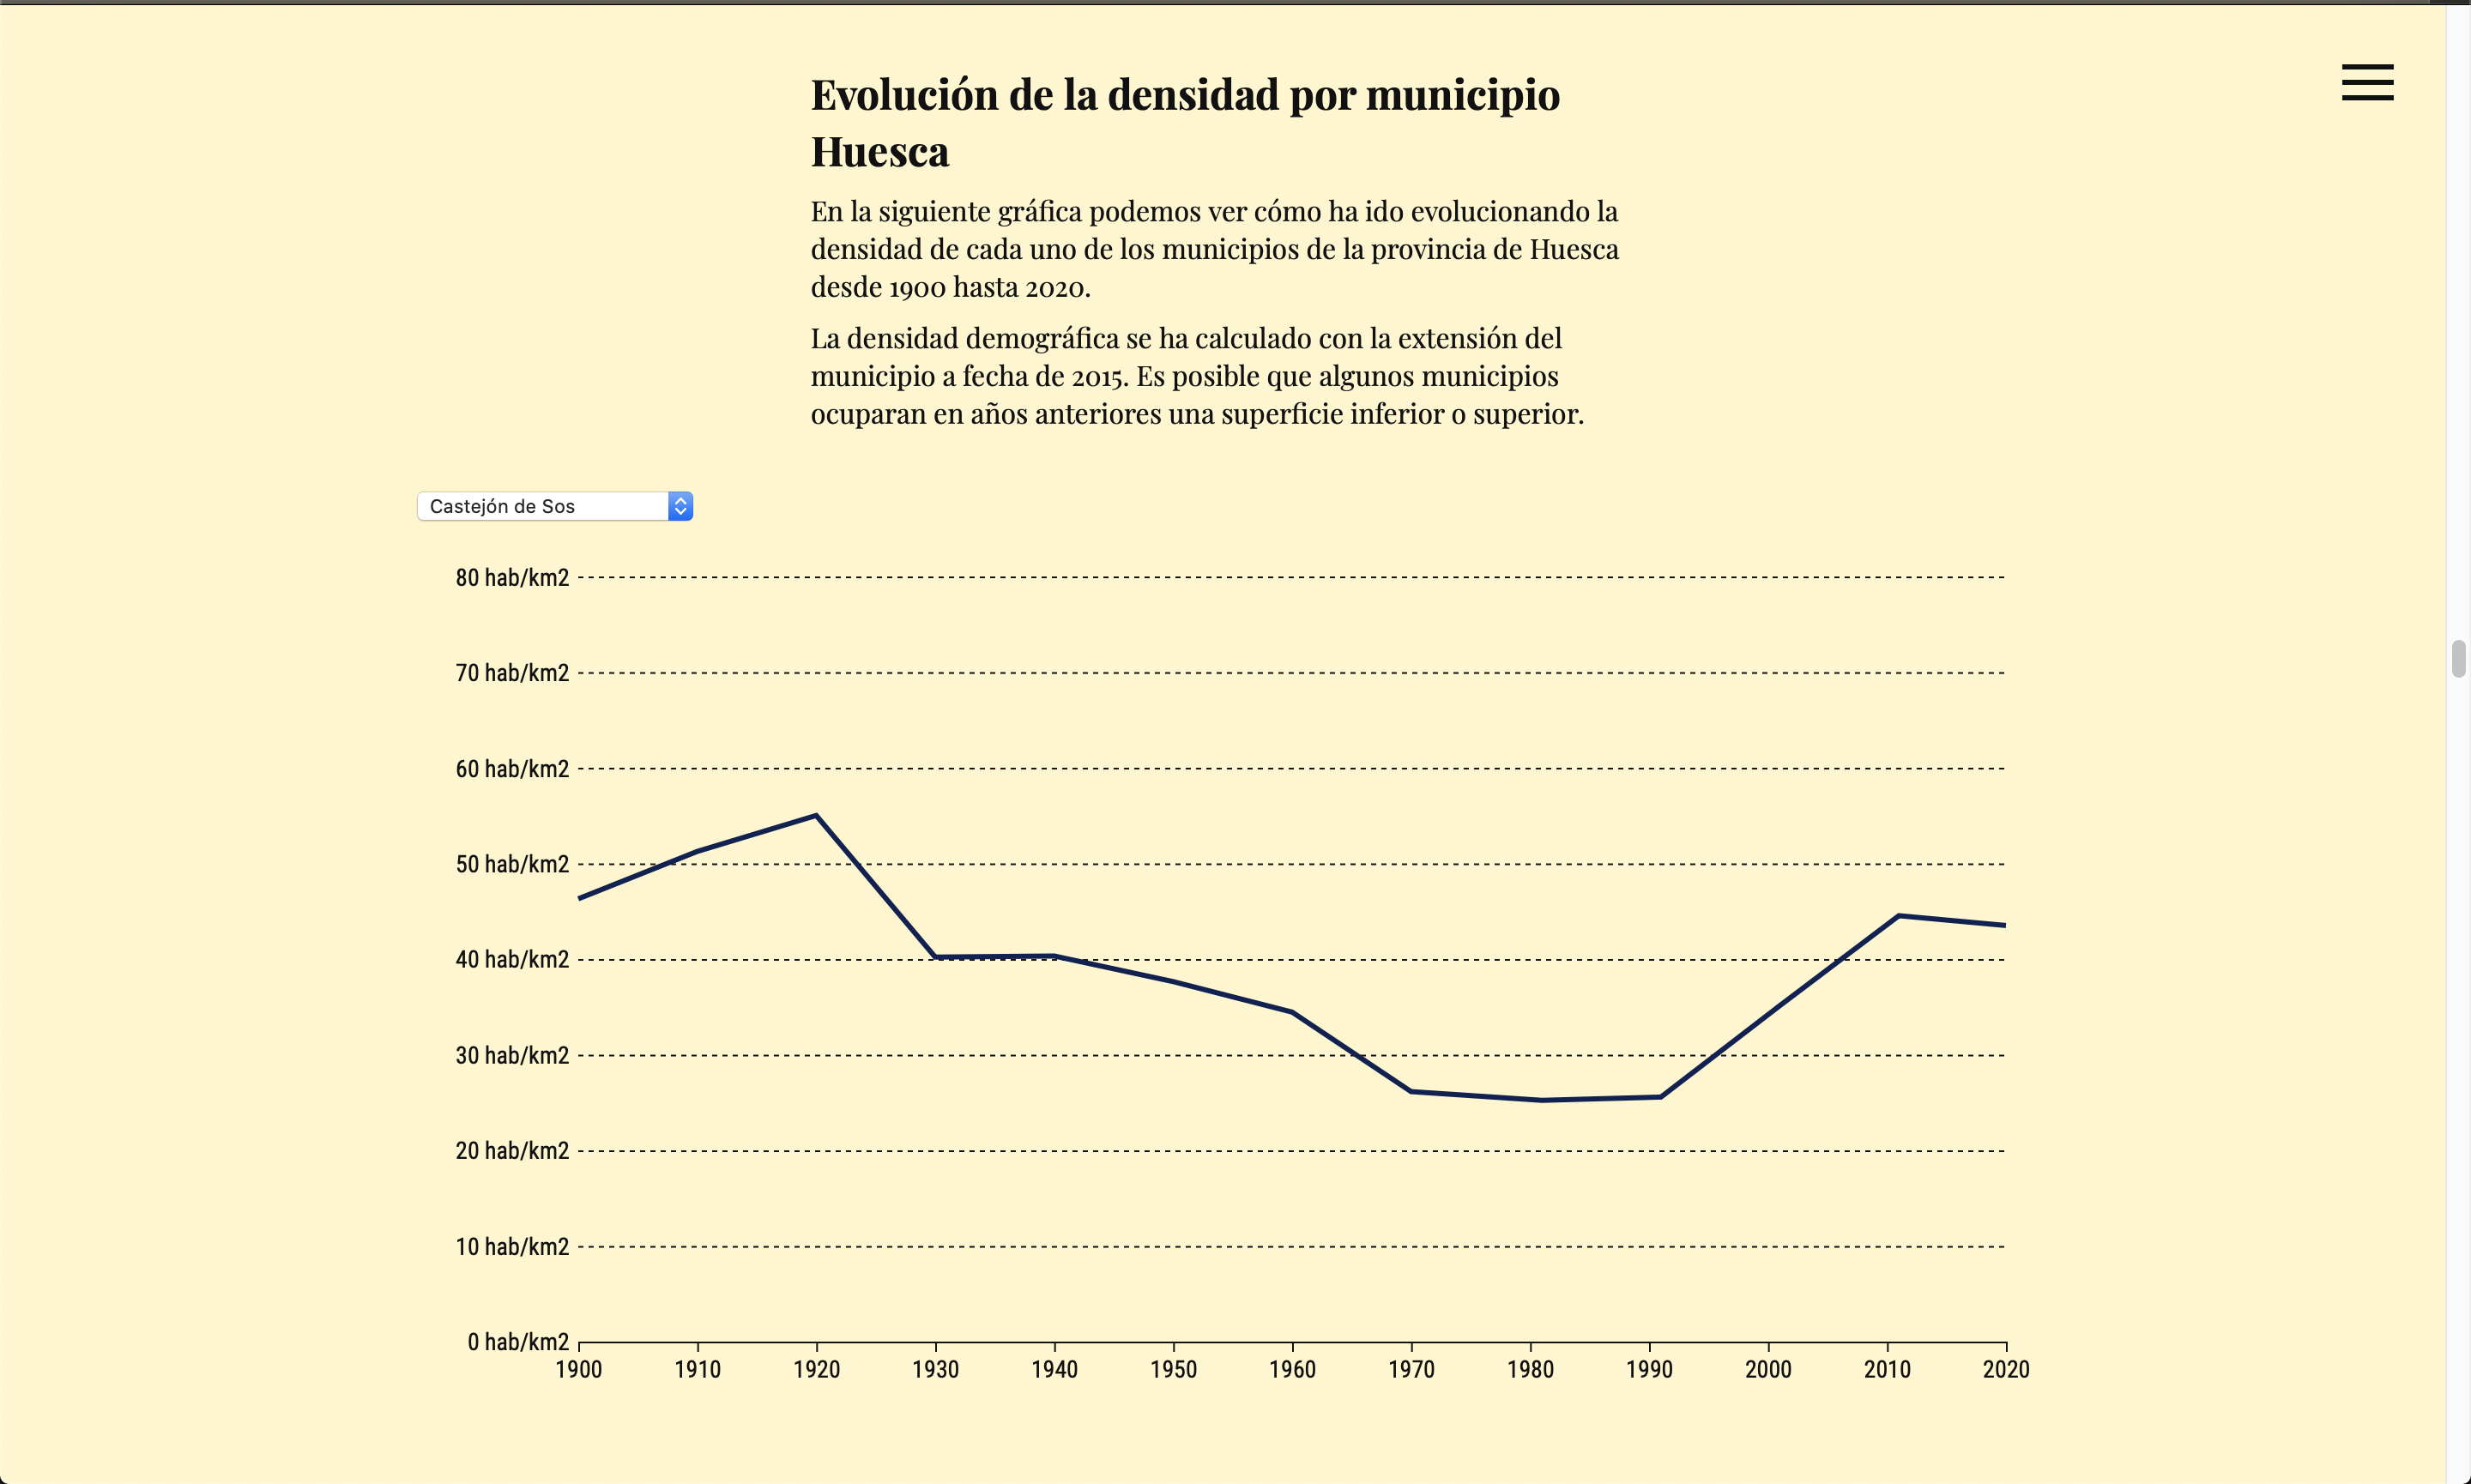 Evolución de la densidad por municipio
Huesca
En la siguiente gráfica podemos ver cómo ha ido evolucionando la
densidad de cada uno de los municipios de la provincia de Huesca
desde 1900 hasta 2020.
La densidad demográfica se ha calculado con la extensión del
municipio a fecha de 2015. Es posible que algunos municipios
ocuparan en años anteriores una superficie inferior o superior.
Castejón de Sos
80 hab/km2
70 hab/km2
60 hab/km2
50 hab/km2
40 hab/km2
30 hab/km2
20 hab/km2
10 hab/km2
0 hab/km2
1900 1910 1920 1930 1940 1950 1960 1970 1980 1990 2000 2010 2020